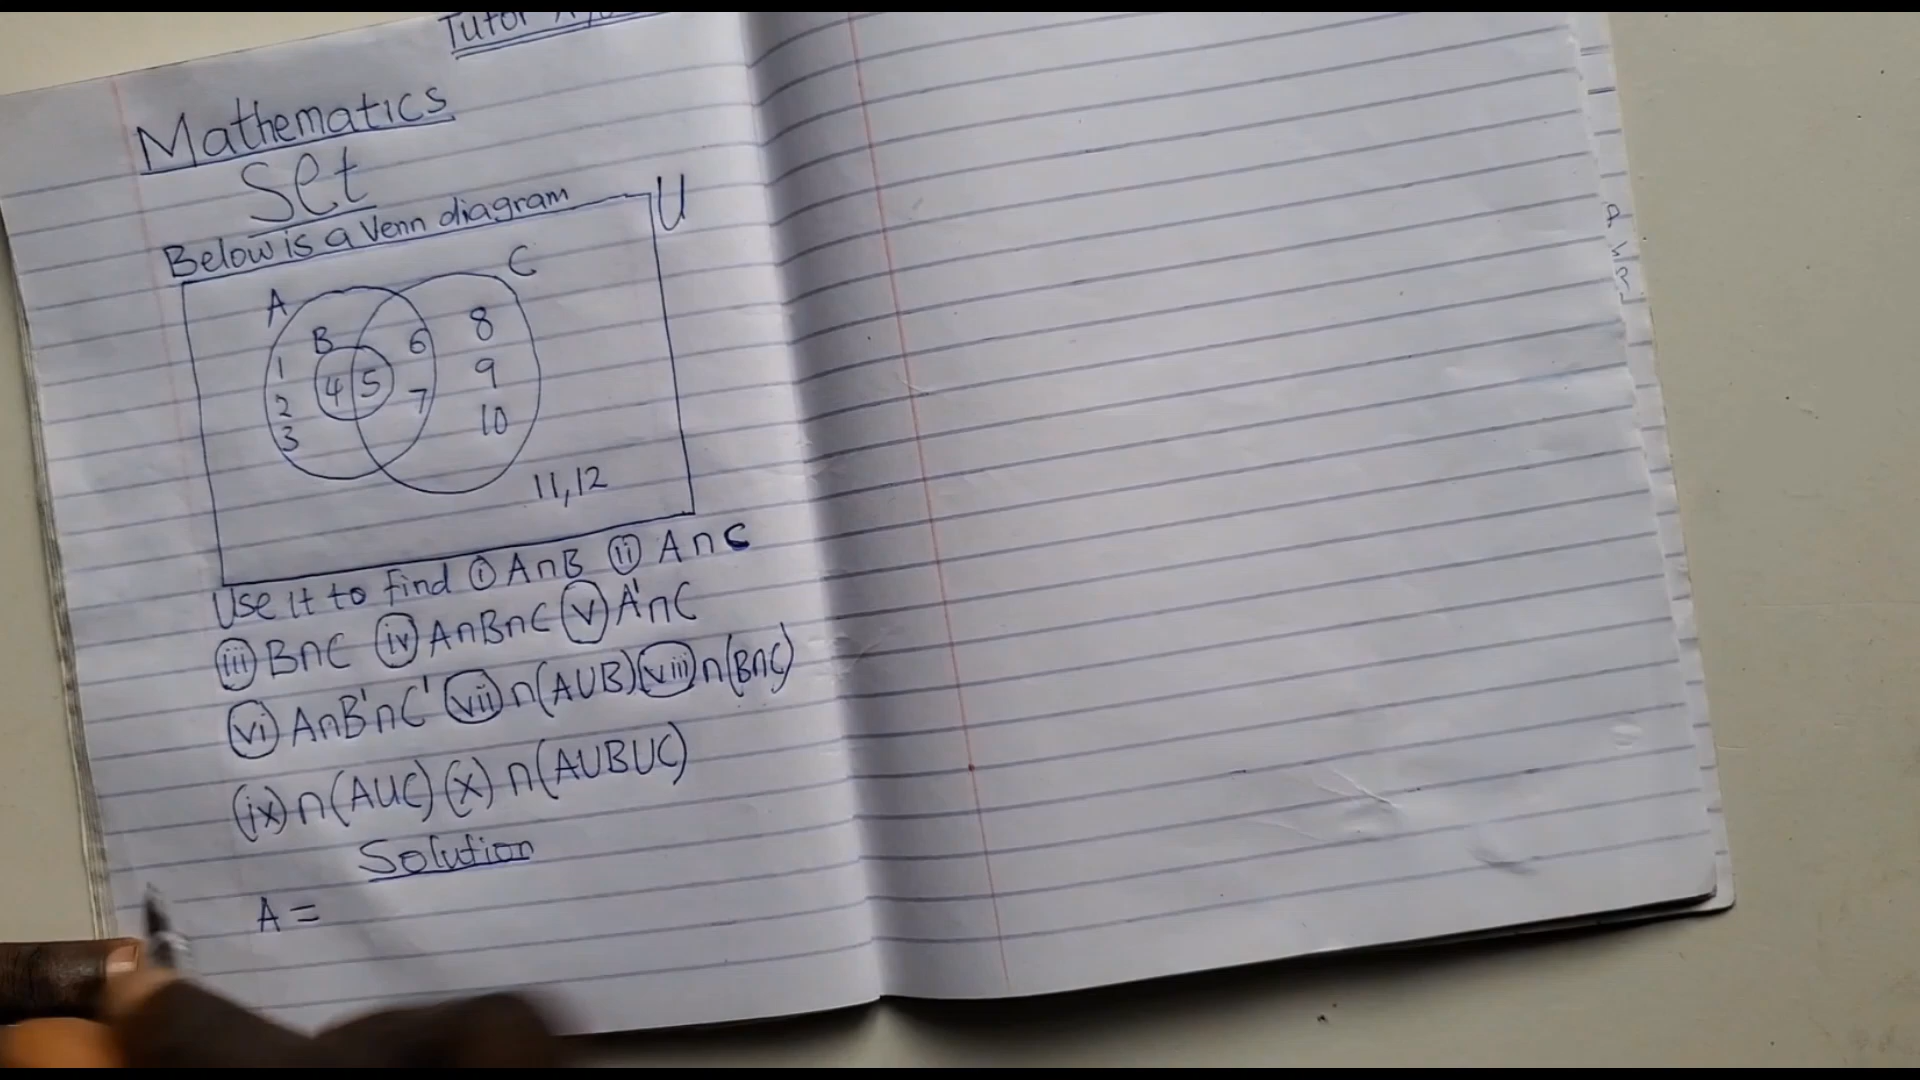 Tutor
Mathematics
Set
Below is a Venn diagram
U
A
C
B
1
2
3
4
5
6
7
8
9
10
11,12
Use it to find (i) A∩B (ii) A∩C
(iii) B∩C (iv) A∩B∩C (v) A'∩C
(vi) A∩B'∩C' (vii) n(AUB) (viii) n(B∩C)
(ix) n(AUC) (x) n(AUBUC)
Solution
A =